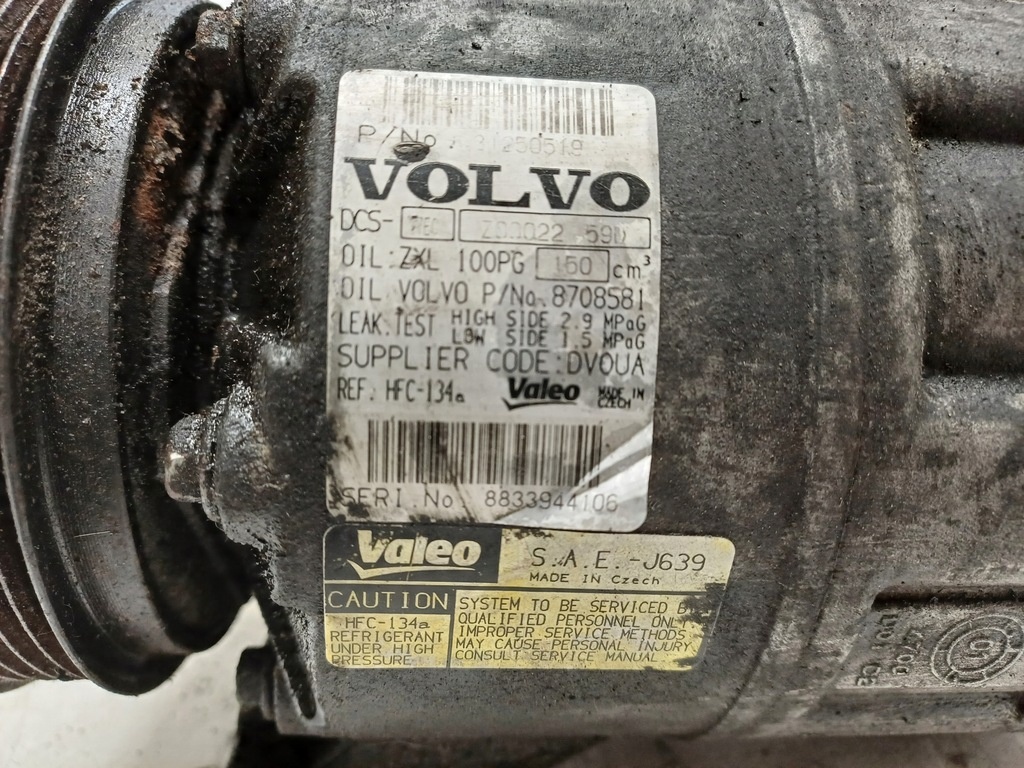 P/No. 31250519
VOLVO
DCS- 59D
OIL:ZXL 100PG 150 cm³
OIL VOLVO P/No.8708581
LEAK.TEST HIGH SIDE 2.9 MPaG
LOW SIDE 1.5 MPaG
SUPPLIER CODE:DVOUA
REF: HFC-134a Valeo MADE IN CZECH
SERI.No. 8833944106
Valeo S.A.E.-J639
MADE IN Czech
CAUTION
HFC-134a
REFRIGERANT
UNDER HIGH
PRESSURE.
SYSTEM TO BE SERVICED BY
QUALIFIED PERSONNEL ONLY
IMPROPER SERVICE METHODS
MAY CAUSE PERSONAL INJURY.
CONSULT SERVICE MANUAL.